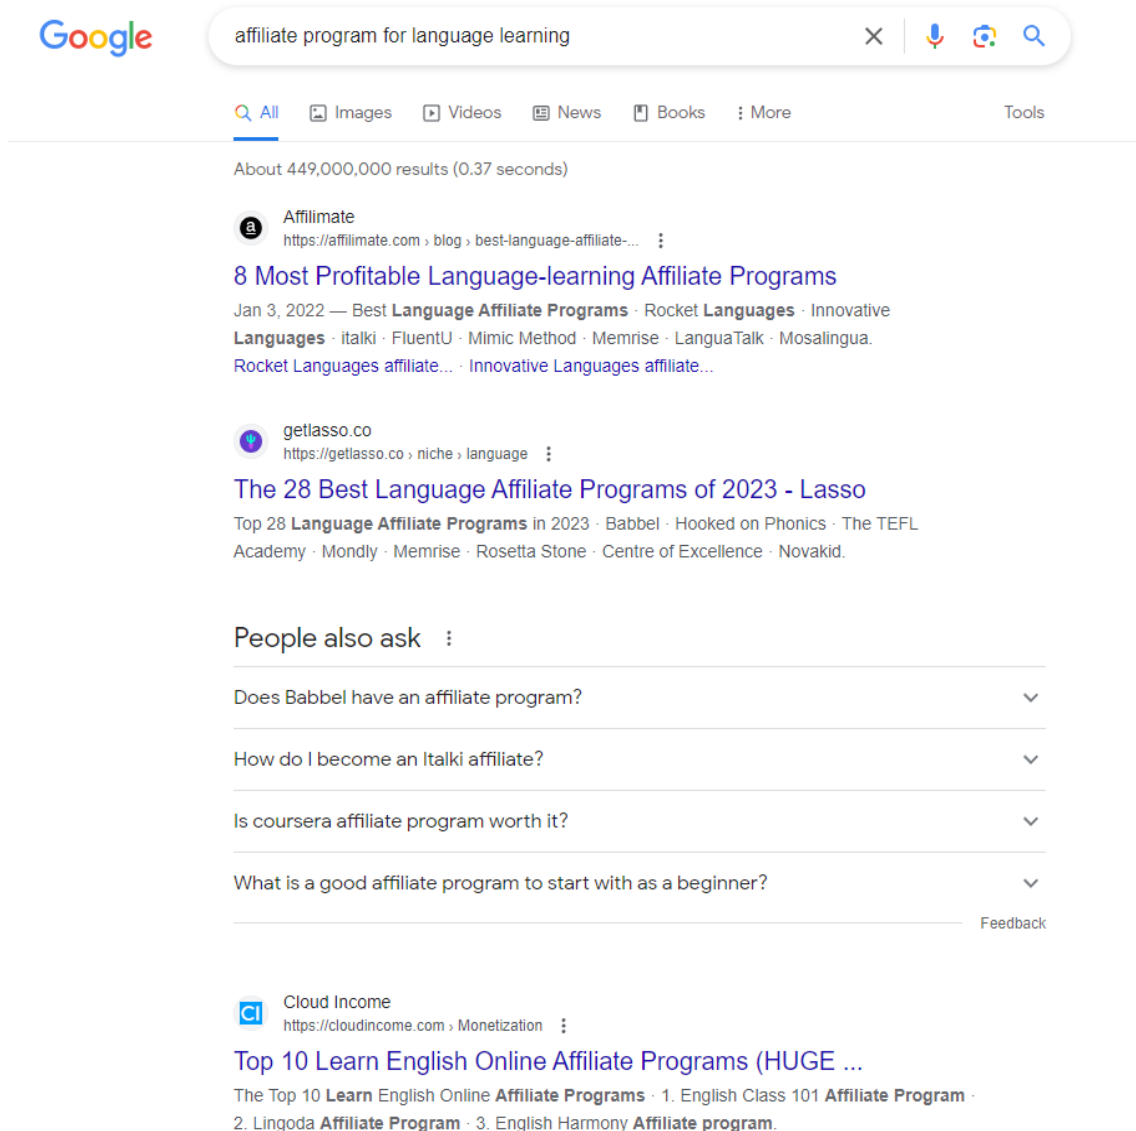 Google
affiliate program for language learning
All Images Videos News Books More Tools
About 449,000,000 results (0.37 seconds)
a
Affilimate
https://affilimate.com › blog › best-language-affiliate-...
8 Most Profitable Language-learning Affiliate Programs
Jan 3, 2022 — Best Language Affiliate Programs · Rocket Languages · Innovative
Languages · italki · FluentU · Mimic Method · Memrise · LanguaTalk · Mosalingua.
Rocket Languages affiliate... · Innovative Languages affiliate...
getlasso.co
https://getlasso.co › niche › language
The 28 Best Language Affiliate Programs of 2023 - Lasso
Top 28 Language Affiliate Programs in 2023 · Babbel · Hooked on Phonics · The TEFL
Academy · Mondly · Memrise · Rosetta Stone · Centre of Excellence · Novakid.
People also ask
Does Babbel have an affiliate program?
How do I become an Italki affiliate?
Is coursera affiliate program worth it?
What is a good affiliate program to start with as a beginner?
Feedback
CI
Cloud Income
https://cloudincome.com › Monetization
Top 10 Learn English Online Affiliate Programs (HUGE ...
The Top 10 Learn English Online Affiliate Programs · 1. English Class 101 Affiliate Program ·
2. Lingoda Affiliate Program · 3. English Harmony Affiliate program.